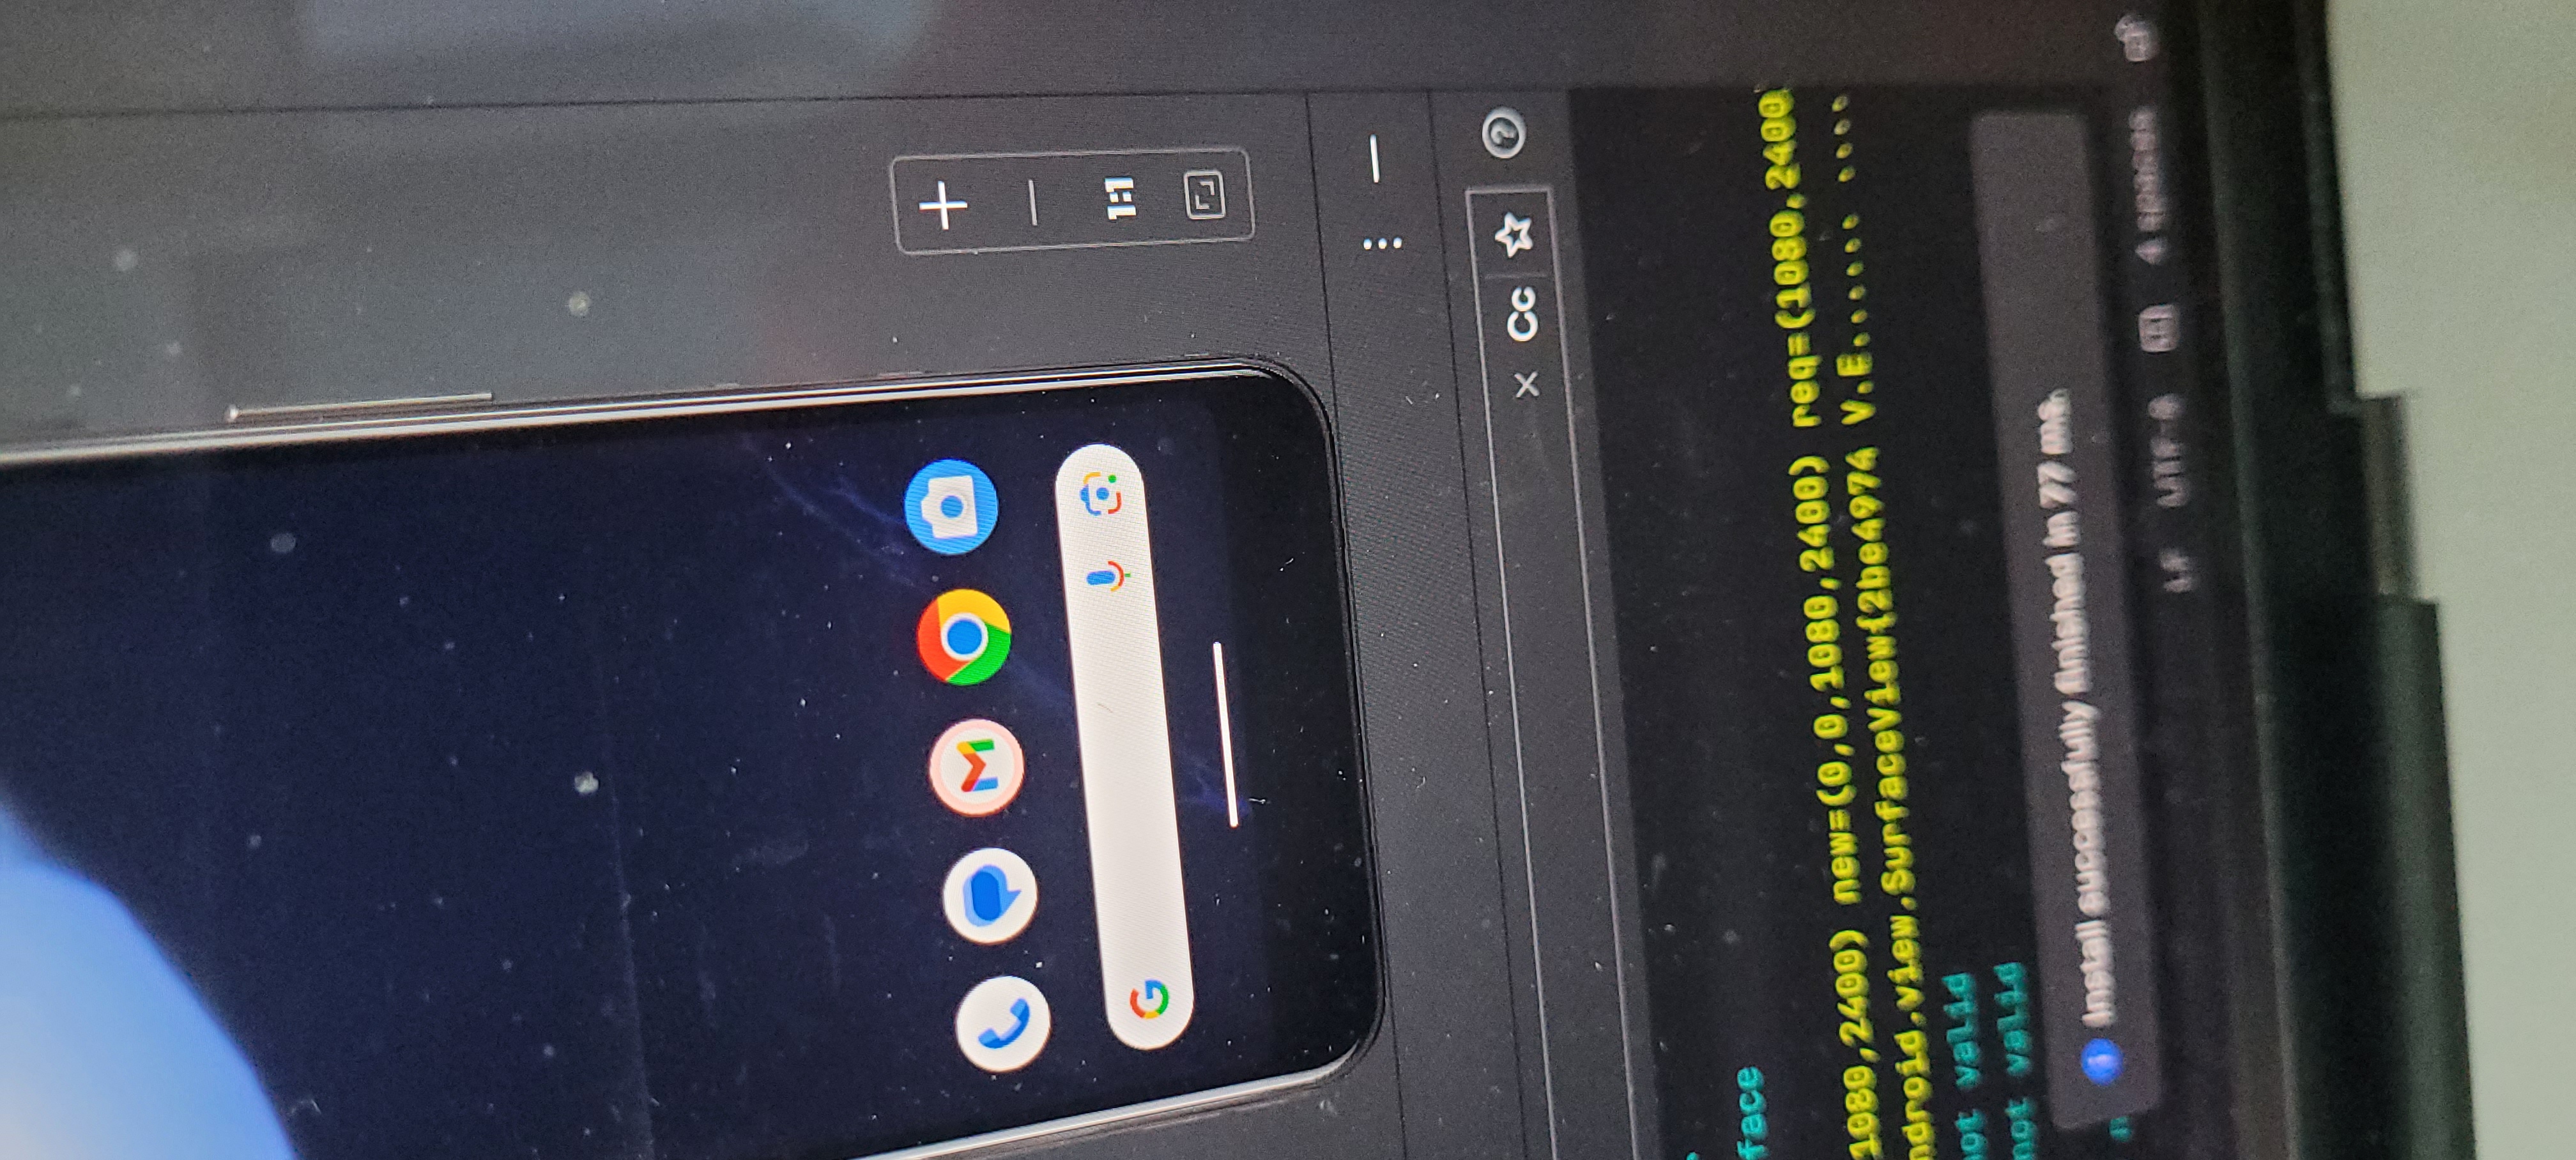 G
1:1
Cc
?
face
1080,2400) new=(0,0,1080,2400) req=(1080,2400
ndroid.view.SurfaceView{2be4974 V.E...... ....
not valid
not valid
Install successfully finished in 77 ms.
LF UTF-8 4 spaces